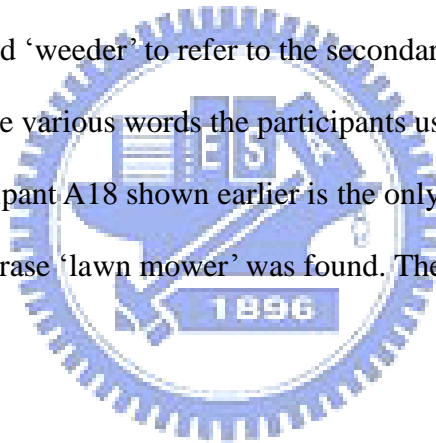 d ‘weeder’ to refer to the secondar
e various words the participants us
ipant A18 shown earlier is the only
rase ‘lawn mower’ was found. The
E S A
1896